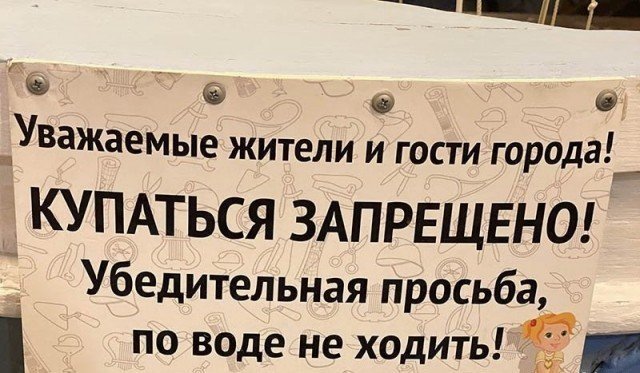 Уважаемые жители и гости города!
КУПАТЬСЯ ЗАПРЕЩЕНО!
Убедительная просьба,
по воде не ходить!